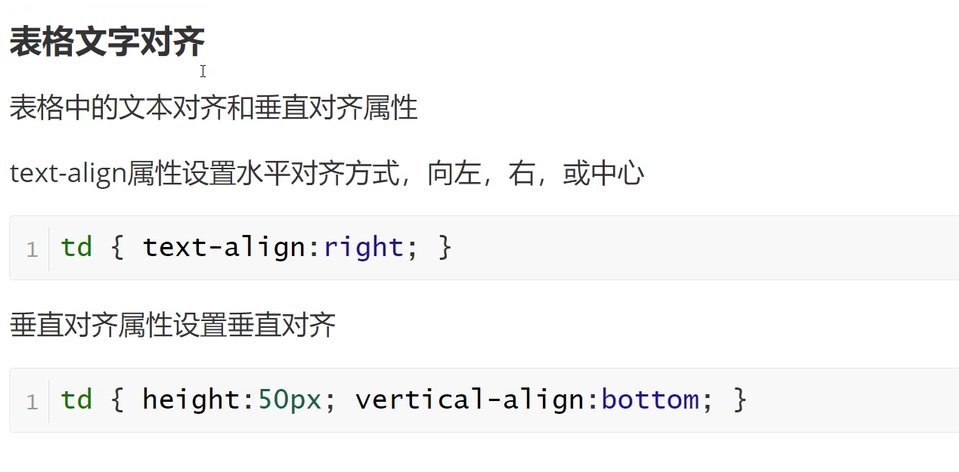 表格文字对齐
表格中的文本对齐和垂直对齐属性
text-align属性设置水平对齐方式，向左，右，或中心
1 td { text-align:right; }
垂直对齐属性设置垂直对齐
1 td { height:50px; vertical-align:bottom; }